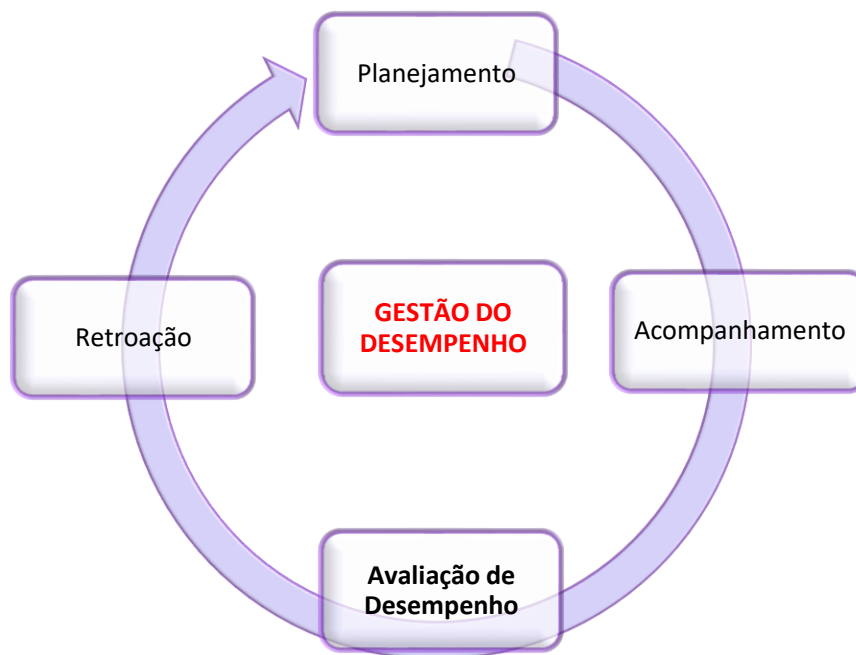 Planejamento
Retroação
GESTÃO DO
DESEMPENHO
Acompanhamento
Avaliação de
Desempenho